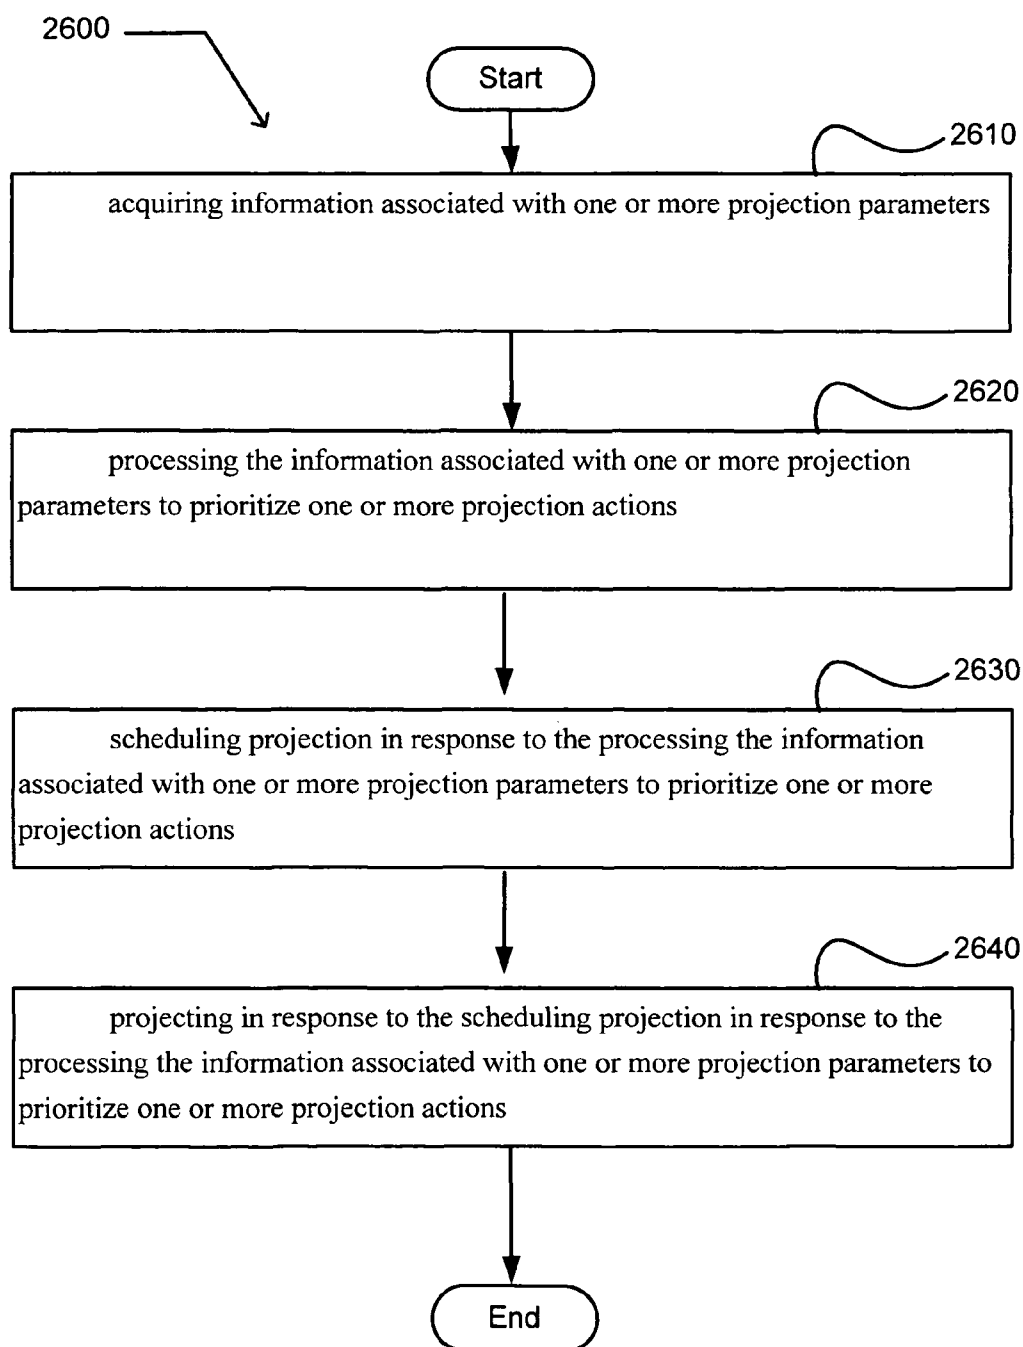 2600
Start
2610
acquiring information associated with one or more projection parameters
2620
processing the information associated with one or more projection
parameters to prioritize one or more projection actions
2630
scheduling projection in response to the processing the information
associated with one or more projection parameters to prioritize one or more
projection actions
2640
projecting in response to the scheduling projection in response to the
processing the information associated with one or more projection parameters to
prioritize one or more projection actions
End